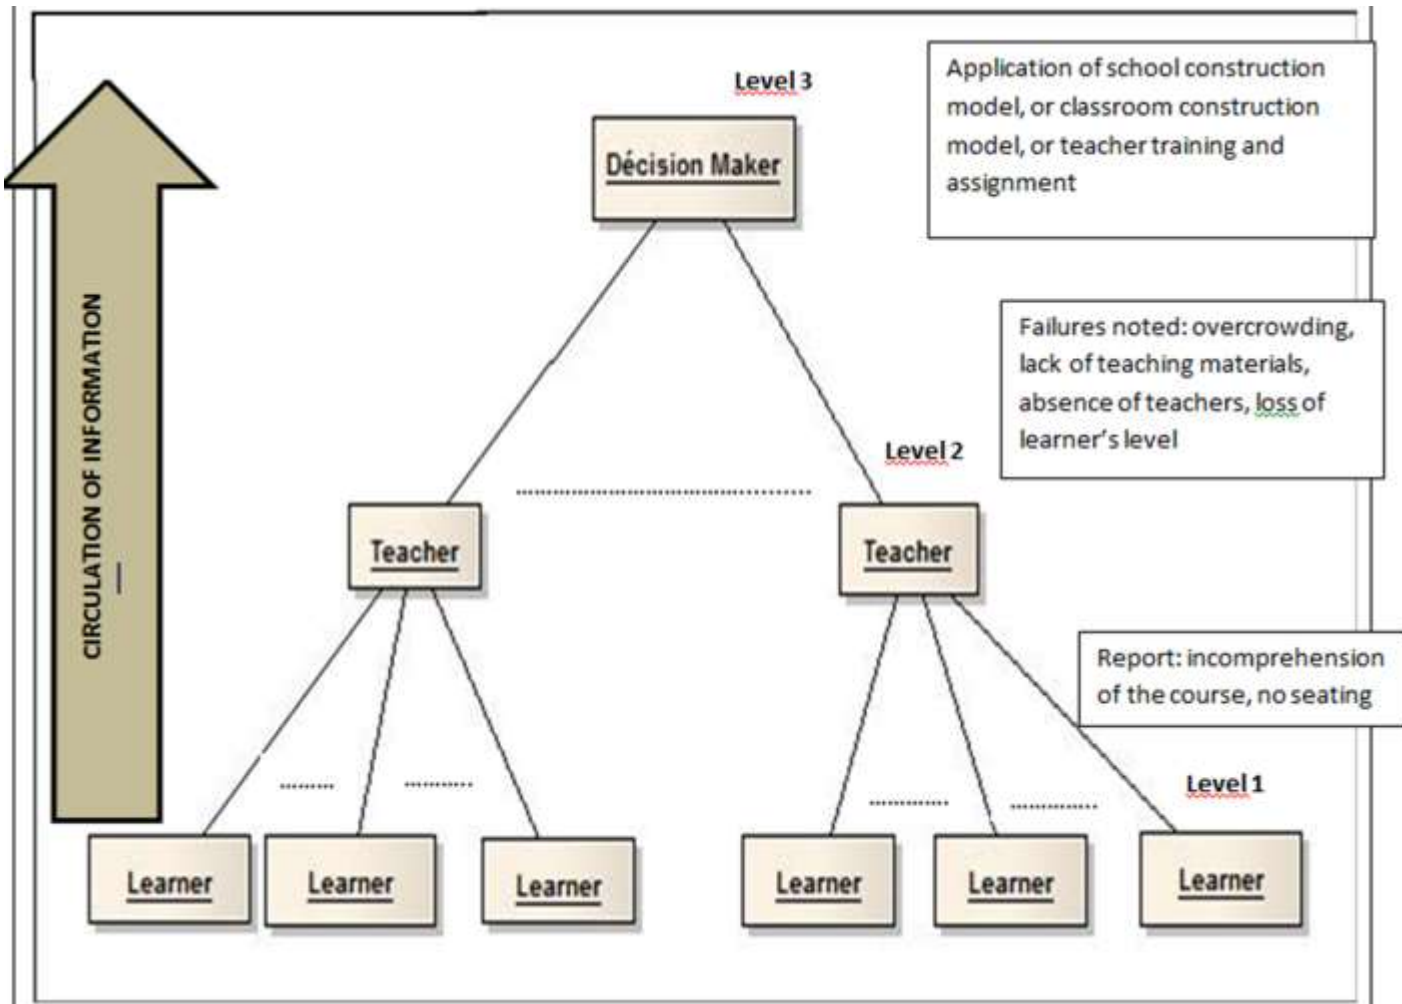 Level 3
Application of school construction
model, or classroom construction
model, or teacher training and
assignment
Décision Maker
CIRCULATION OF INFORMATION
Failures noted: overcrowding,
lack of teaching materials,
absence of teachers, loss of
learner's level
Level 2
Teacher
Teacher
Report: incomprehension
of the course, no seating
Level 1
Learner
Learner
Learner
Learner
Learner
Learner